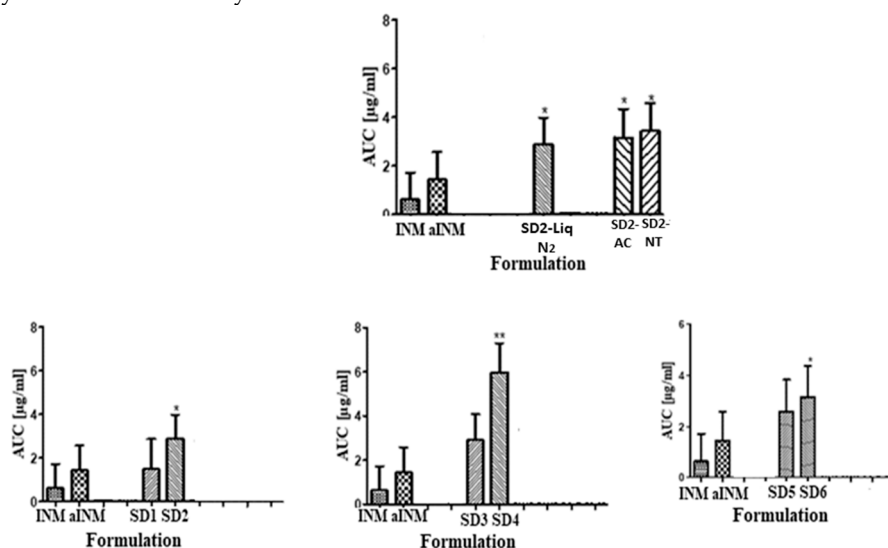 8
6
4
2
0
AUC [µg/ml]
*
*
*
INM aINM
SD2-Liq
N2
SD2-
AC
SD2-
NT
Formulation
8
6
4
2
0
AUC [µg/ml]
*
INM aINM
SD1 SD2
Formulation
8
6
4
2
0
AUC [µg/ml]
**
INM aINM
SD3 SD4
Formulation
6
4
2
0
AUC [µg/ml]
*
INM aINM
SD5 SD6
Formulation